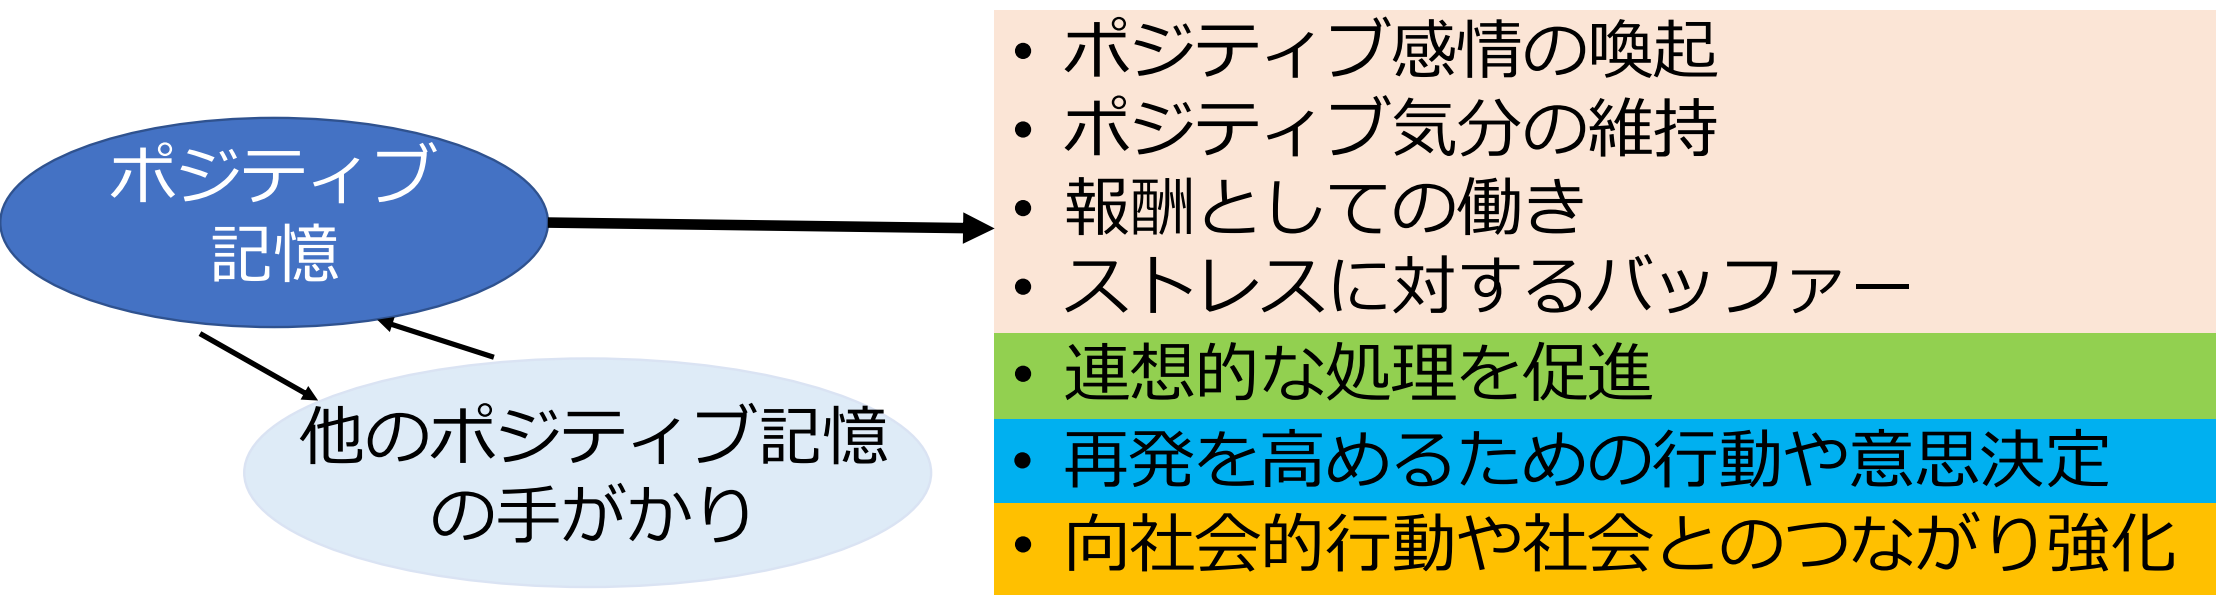 ポジティブ
記憶
他のポジティブ記憶
の手がかり
• ポジティブ感情の喚起
• ポジティブ気分の維持
• 報酬としての働き
• ストレスに対するバッファー
• 連想的な処理を促進
• 再発を高めるための行動や意思決定
• 向社会的行動や社会とのつながり強化